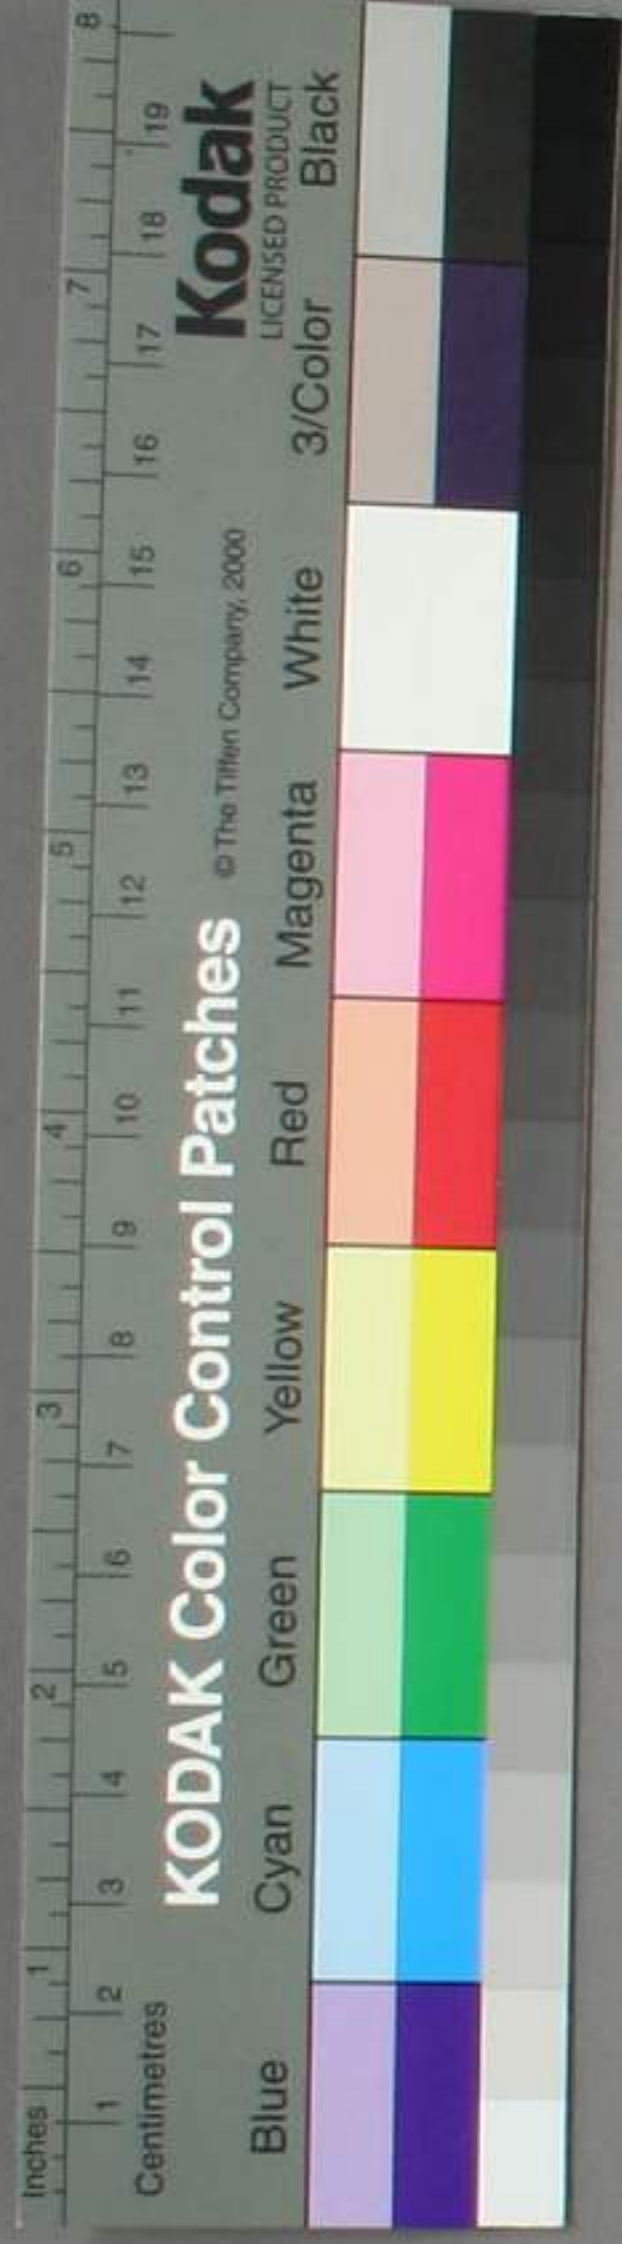 Inches 1 2 3 4 5 6 7 8
Centimetres 1 2 3 4 5 6 7 8 9 10 11 12 13 14 15 16 17 18 19
KODAK Color Control Patches © The Tiffen Company, 2000 Kodak
LICENSED PRODUCT
Blue Cyan Green Yellow Red Magenta White 3/Color Black